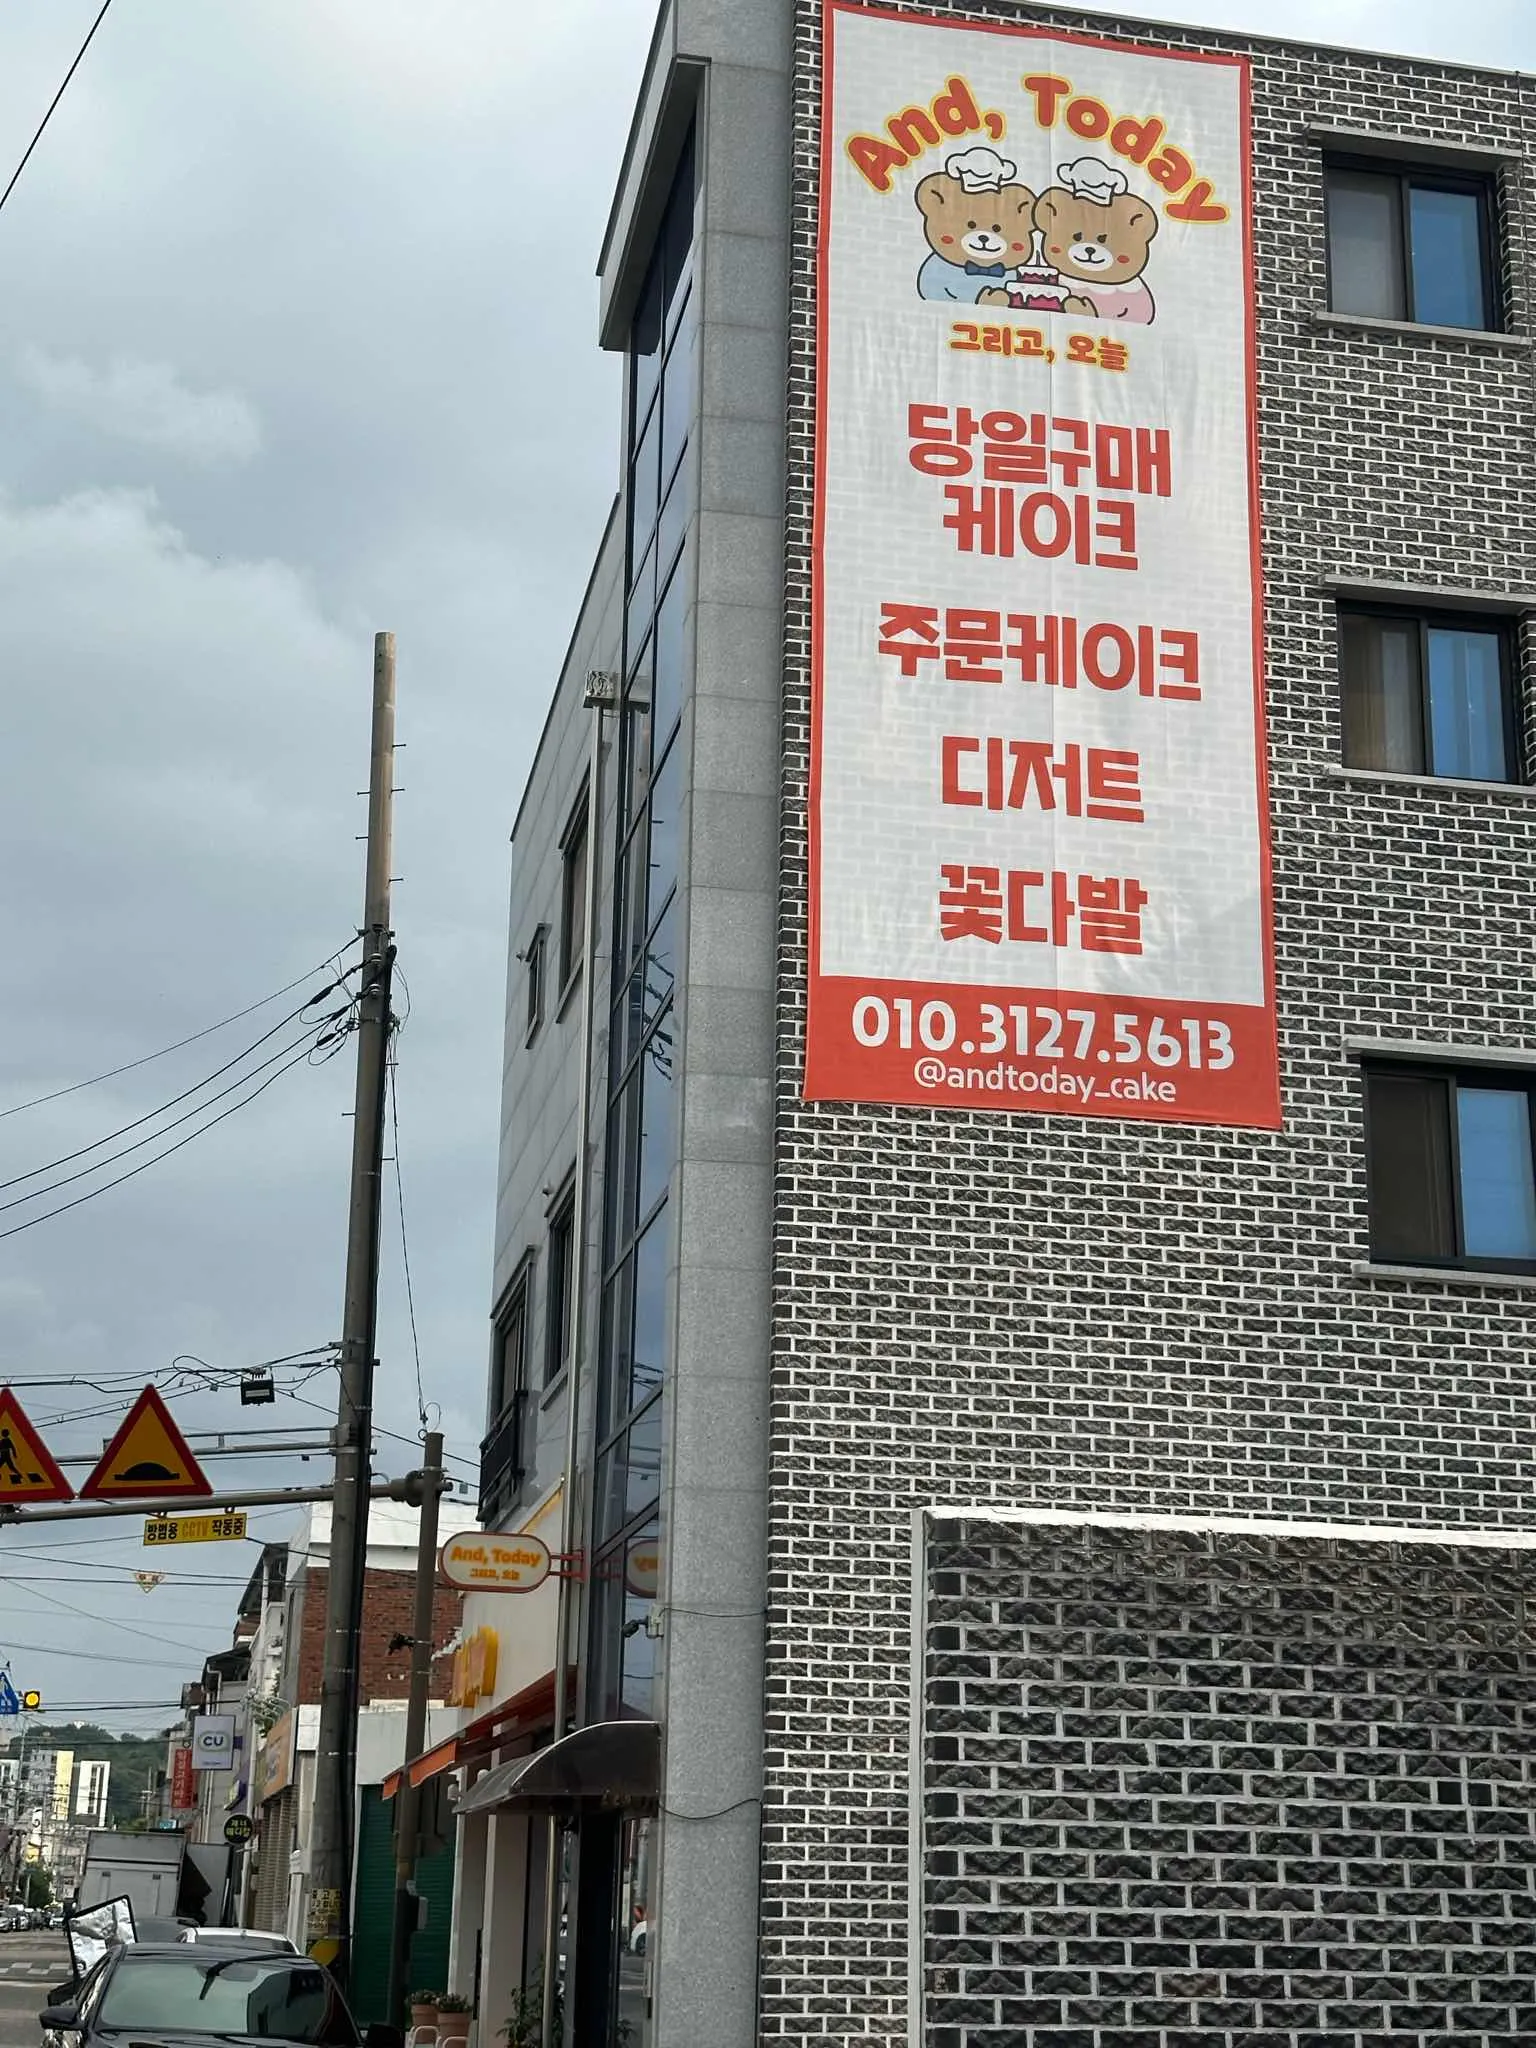 And, Today
그리고, 오늘
당일구매
케이크
주문케이크
디저트
꽃다발
010.3127.5613
@andtoday_cake
방범용 CCTV 작동중
And, Today
그리고, 오늘
CU